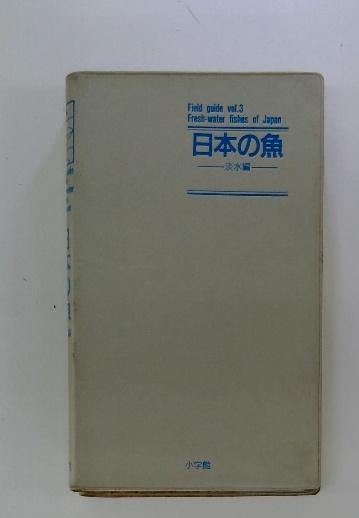 Field guide vol.3
Fresh-water fishes of Japan
日本の魚
淡水編
小学館